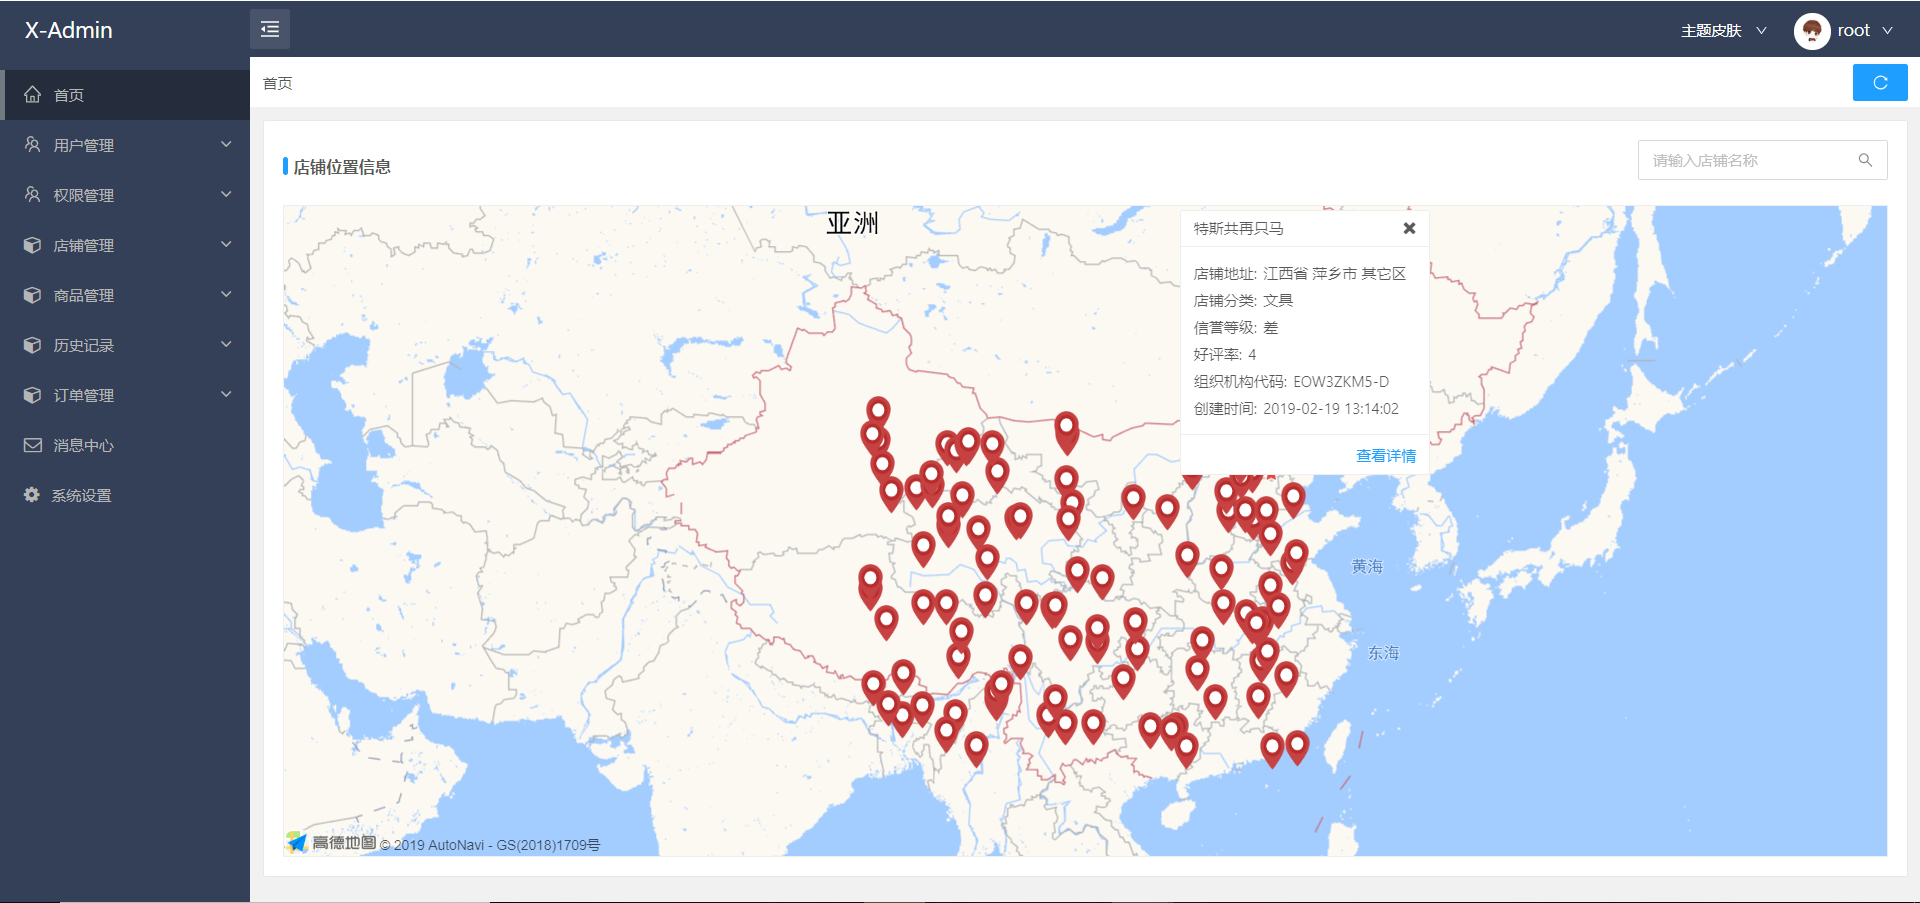 X-Admin
主题皮肤
root
首页
用户管理
权限管理
店铺管理
商品管理
历史记录
订单管理
消息中心
系统设置
首页
店铺位置信息
请输入店铺名称
亚洲
特斯共再只马
店铺地址: 江西省 萍乡市 其它区
店铺分类: 文具
信誉等级: 差
好评率: 4
组织机构代码: EOW3ZKM5-D
创建时间: 2019-02-19 13:14:02
查看详情
黄海
东海
高德地图 © 2019 AutoNavi - GS(2018)1709号